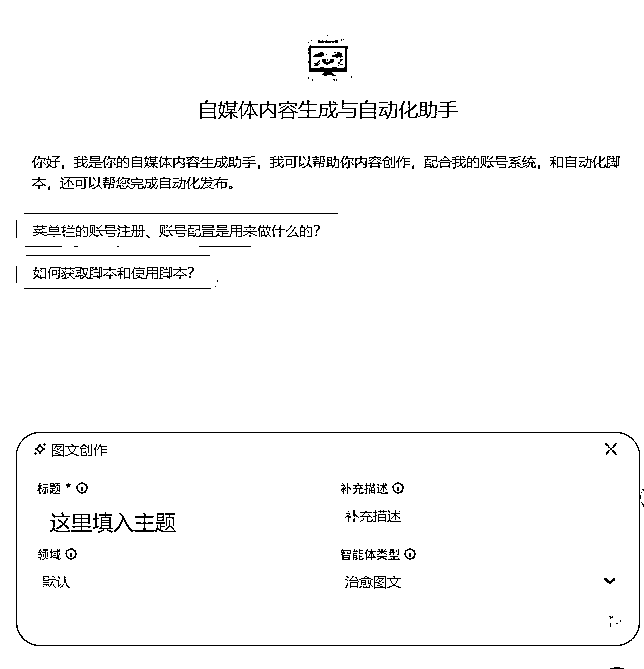 自媒体内容生成与自动化助手
你好，我是你的自媒体内容生成助手，我可以帮助你内容创作，配合我的账号系统，和自动化脚
本，还可以帮您完成自动化发布。
菜单栏的账号注册、账号配置是用来做什么的？
如何获取脚本和使用脚本？
图文创作
标题 * 补充描述
这里填入主题 补充描述
领域 智能体类型
默认 治愈图文